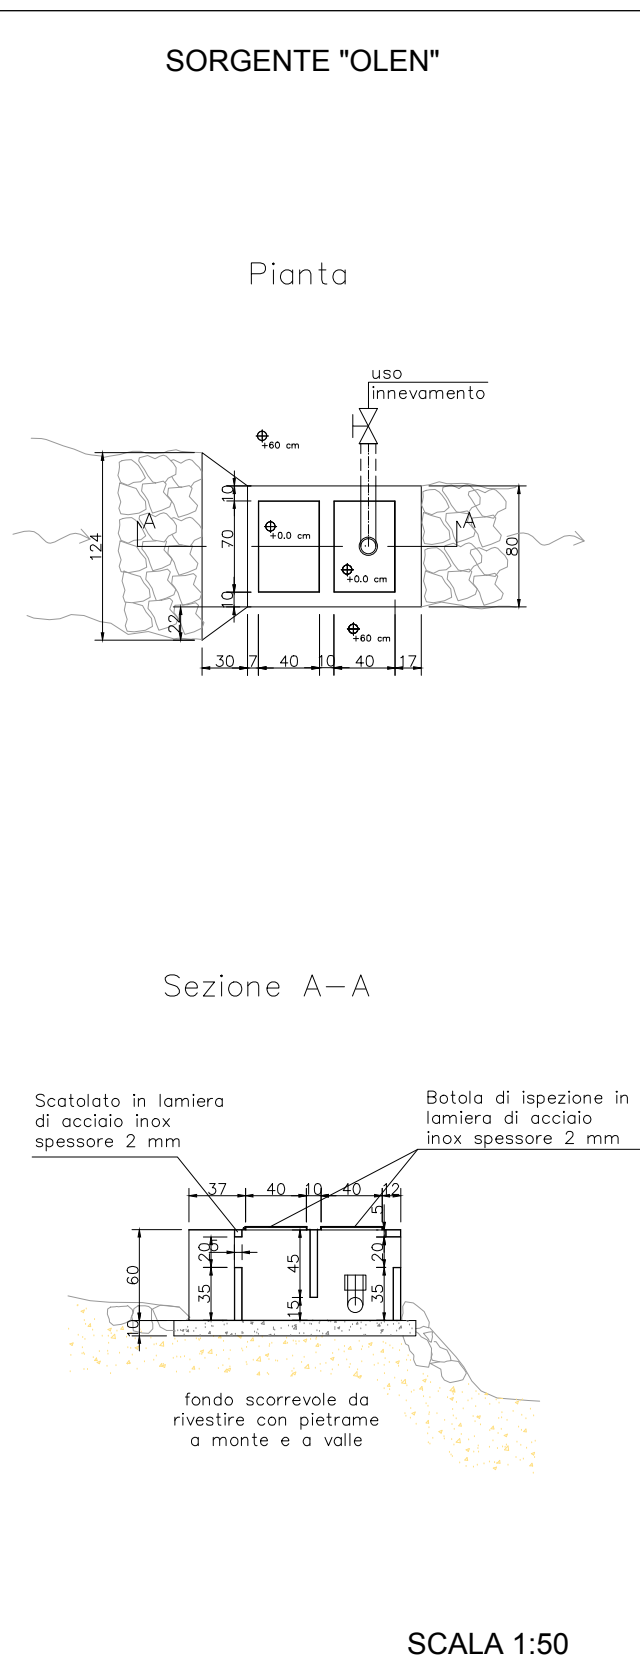 SORGENTE "OLEN"
Pianta
uso
innevamento
+60 cm
10
A
A
+0.0 cm
70
124
80
+0.0 cm
10
22
+60 cm
30 7 40 10 40 17
Sezione A-A
Scatolato in lamiera
di acciaio inox
spessore 2 mm
Botola di ispezione in
lamiera di acciaio
inox spessore 2 mm
37 40 10 40 12
5
20 5 45 20
60
35 15 35
10
fondo scorrevole da
rivestire con pietrame
a monte e a valle
SCALA 1:50